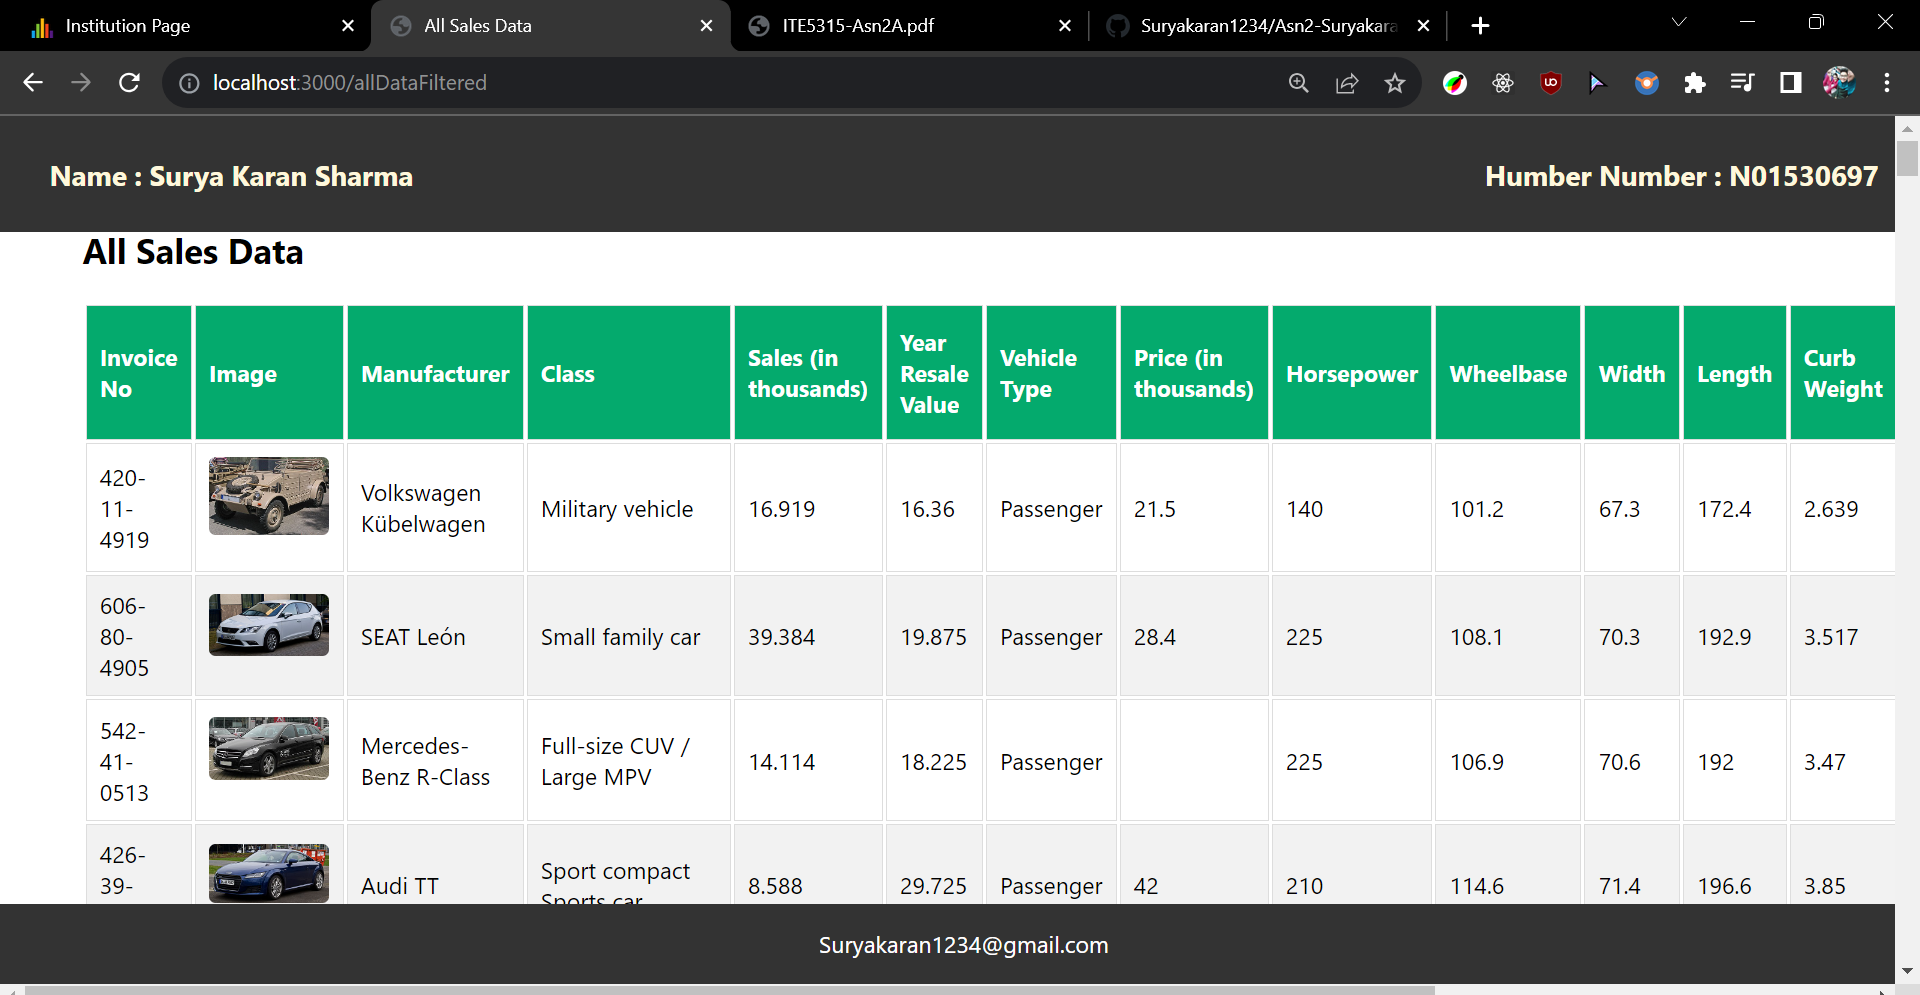 Institution Page
All Sales Data
ITE5315-Asn2A.pdf
Suryakaran1234/Asn2-Suryakara
localhost:3000/allDataFiltered
Name : Surya Karan Sharma
Humber Number : N01530697
All Sales Data
Invoice No
Image
Manufacturer
Class
Sales (in thousands)
Year Resale Value
Vehicle Type
Price (in thousands)
Horsepower
Wheelbase
Width
Length
Curb Weight
420-11-4919
Volkswagen Kübelwagen
Military vehicle
16.919
16.36
Passenger
21.5
140
101.2
67.3
172.4
2.639
606-80-4905
SEAT León
Small family car
39.384
19.875
Passenger
28.4
225
108.1
70.3
192.9
3.517
542-41-0513
Mercedes-Benz R-Class
Full-size CUV / Large MPV
14.114
18.225
Passenger
225
106.9
70.6
192
3.47
426-39-
Audi TT
Sport compact Sports car
8.588
29.725
Passenger
42
210
114.6
71.4
196.6
3.85
Suryakaran1234@gmail.com